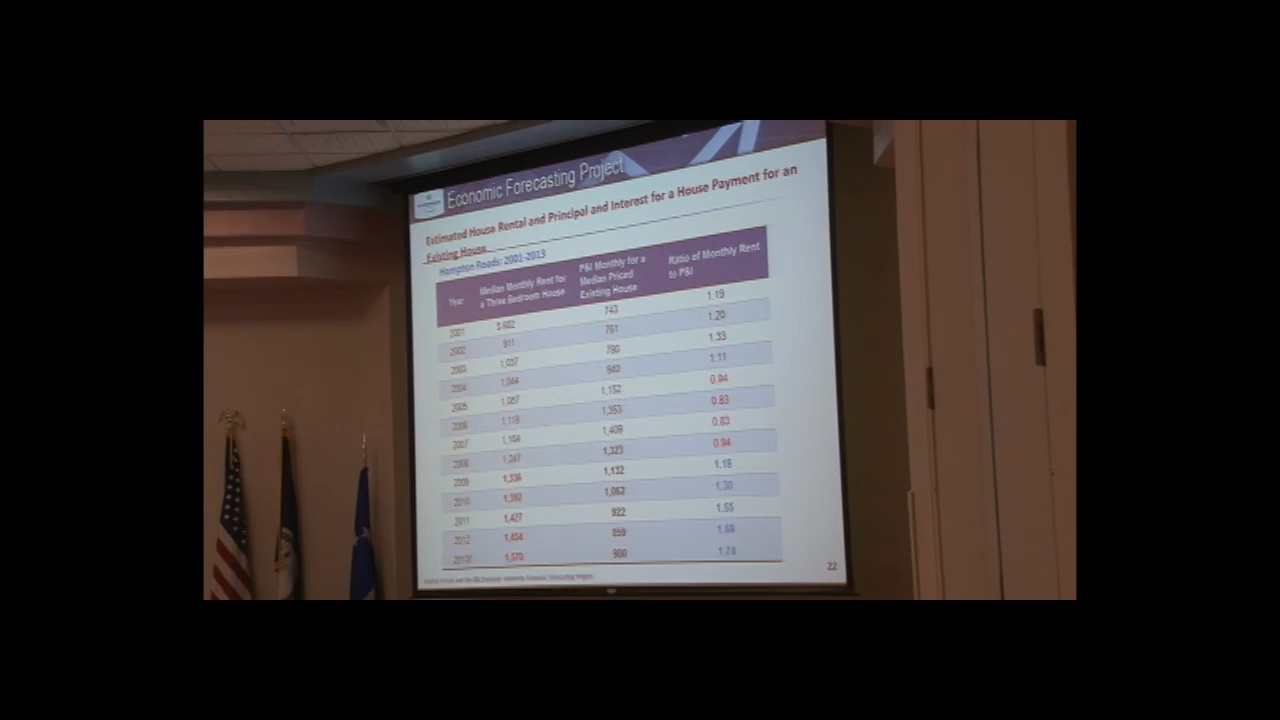 Economic Forecasting Project
Estimated House Rental and Principal and Interest for a House Payment for an
Existing House
Hampton Roads: 2001-2013
Year Median Monthly Rent for a Three Bedroom House P&I Monthly for a Median Priced Existing House Ratio of Monthly Rent to P&I
2001 743 1.19
2002 911 761 1.20
2003 1,037 780 1.33
2004 1,044 940 1.11
2005 1,087 1,152 0.94
2006 1,118 1,353 0.83
2007 1,164 1,409 0.83
2008 1,247 1,323 0.94
2009 1,336 1,132 1.18
2010 1,382 1,062 1.30
2011 1,427 922 1.55
2012 1,454 859 1.69
1,570 900 1.74
22